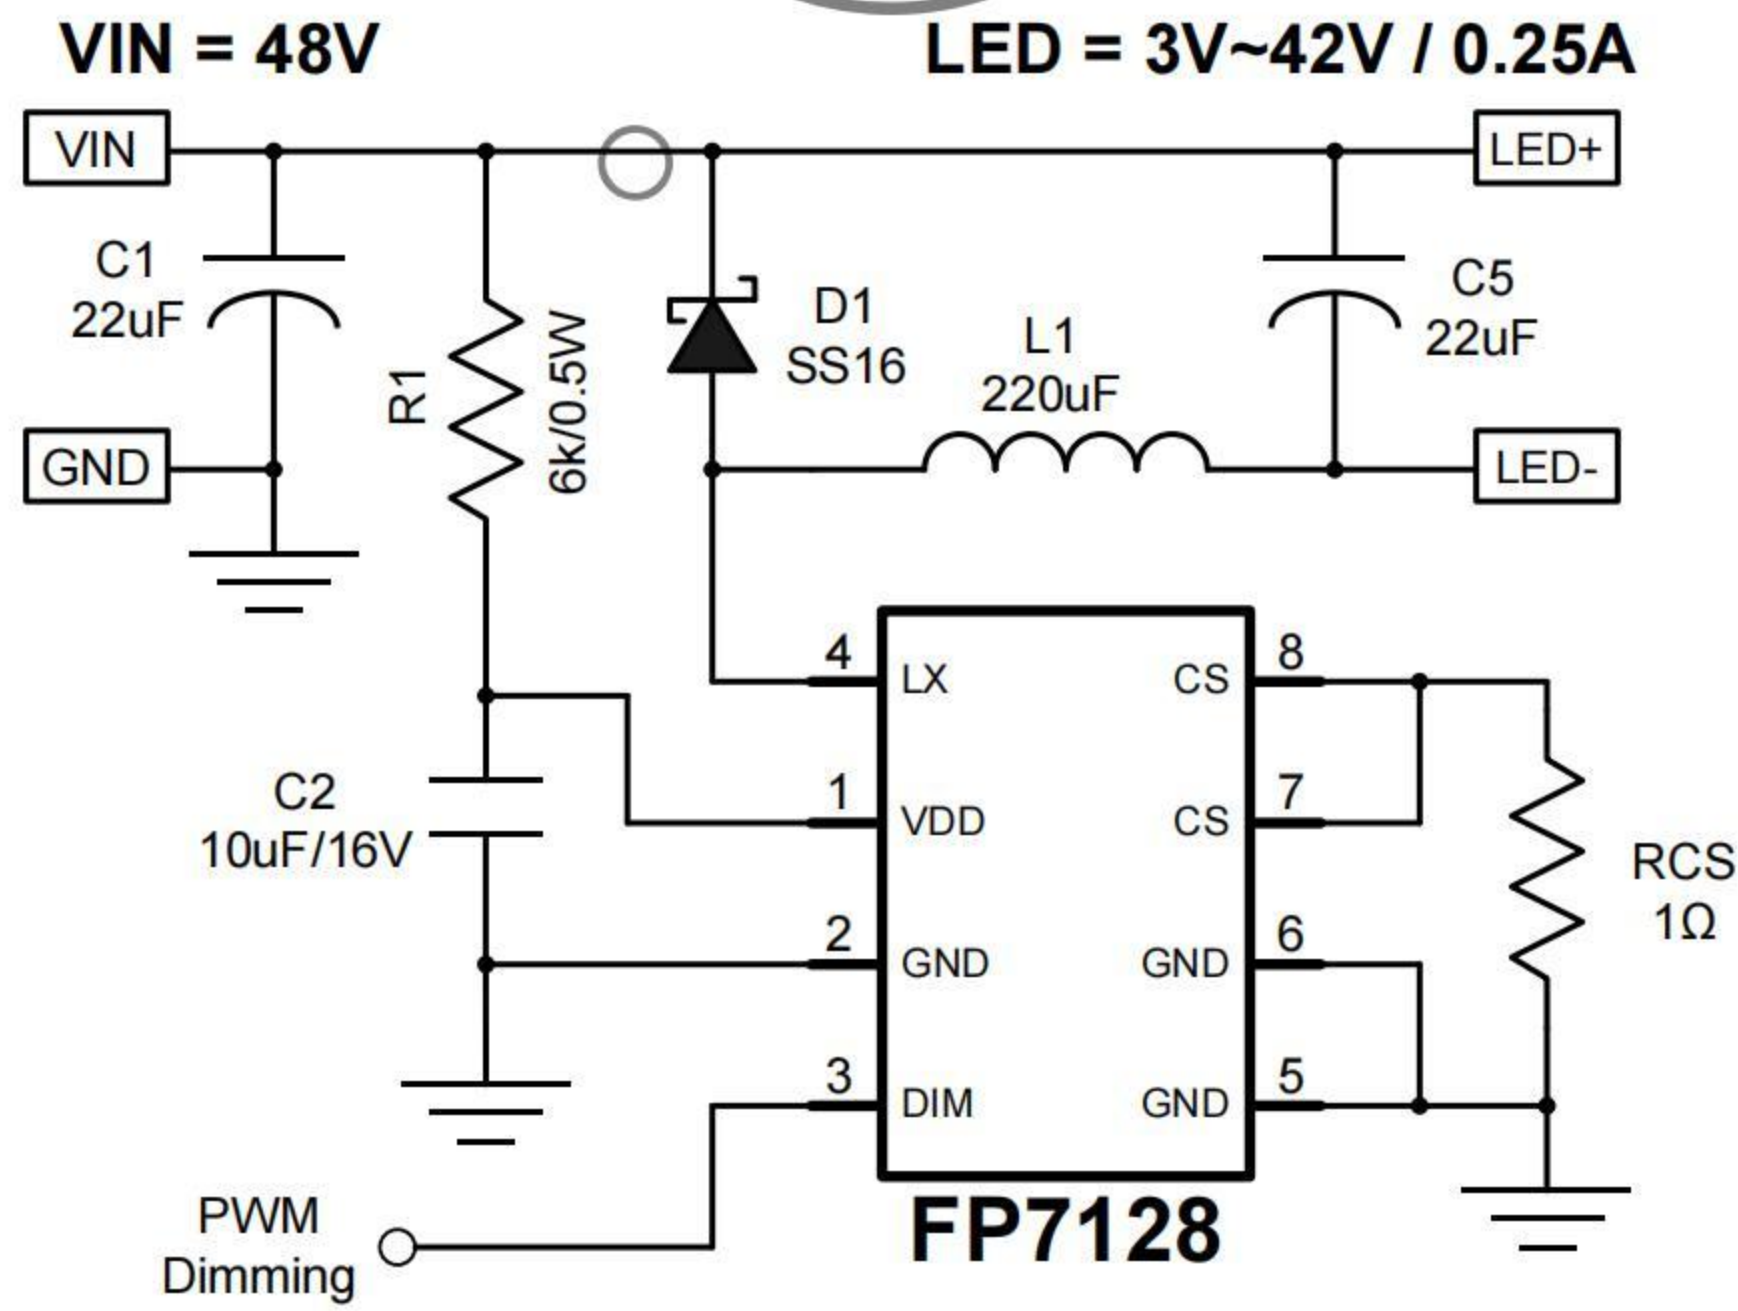 VIN = 48V
LED = 3V~42V / 0.25A
VIN
LED+
C1
22uF
R1
6k/0.5W
D1
SS16
L1
220uF
C5
22uF
GND
LED-
4
LX
CS
8
C2
10uF/16V
1
VDD
CS
7
RCS
1Ω
2
GND
GND
6
3
DIM
GND
5
PWM
Dimming
FP7128